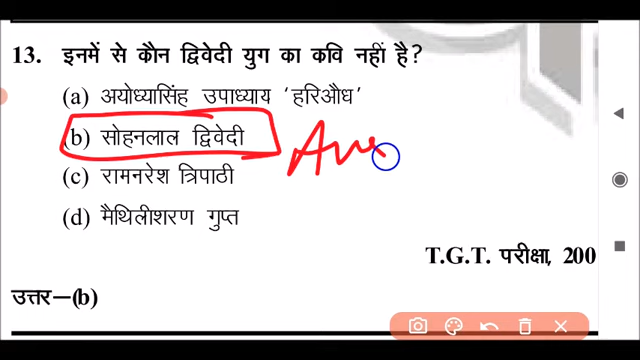 13. इनमें से कौन द्विवेदी युग का कवि नहीं है?
(a) अयोध्यासिंह उपाध्याय 'हरिऔध'
(b) सोहनलाल द्विवेदी
Ans
(c) रामनरेश त्रिपाठी
(d) मैथिलीशरण गुप्त
T.G.T. परीक्षा, 200
उत्तर–(b)